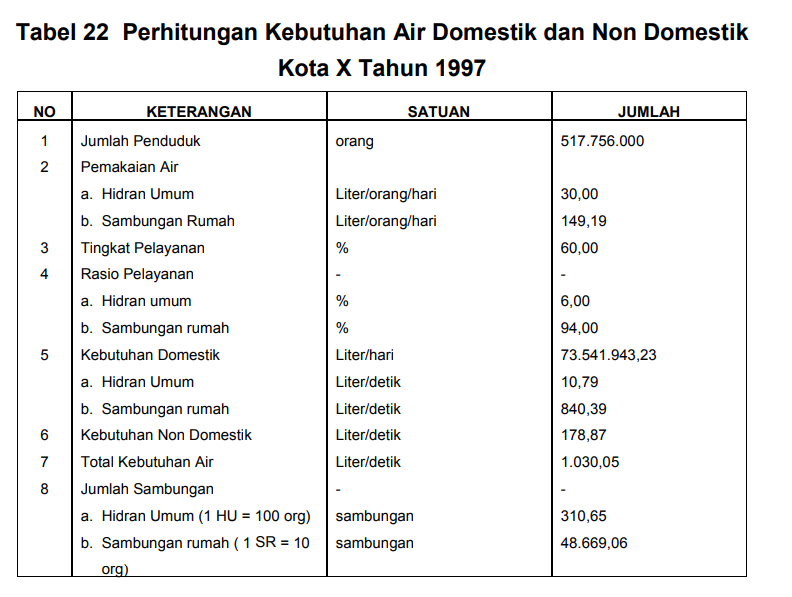 Tabel 22 Perhitungan Kebutuhan Air Domestik dan Non Domestik
Kota X Tahun 1997
NO KETERANGAN SATUAN JUMLAH
1 Jumlah Penduduk orang 517.756.000
2 Pemakaian Air
a. Hidran Umum Liter/orang/hari 30,00
b. Sambungan Rumah Liter/orang/hari 149,19
3 Tingkat Pelayanan % 60,00
4 Rasio Pelayanan - -
a. Hidran umum % 6,00
b. Sambungan rumah % 94,00
5 Kebutuhan Domestik Liter/hari 73.541.943,23
a. Hidran Umum Liter/detik 10,79
b. Sambungan rumah Liter/detik 840,39
6 Kebutuhan Non Domestik Liter/detik 178,87
7 Total Kebutuhan Air Liter/detik 1.030,05
8 Jumlah Sambungan - -
a. Hidran Umum (1 HU = 100 org) sambungan 310,65
b. Sambungan rumah ( 1 SR = 10 sambungan 48.669,06
org)